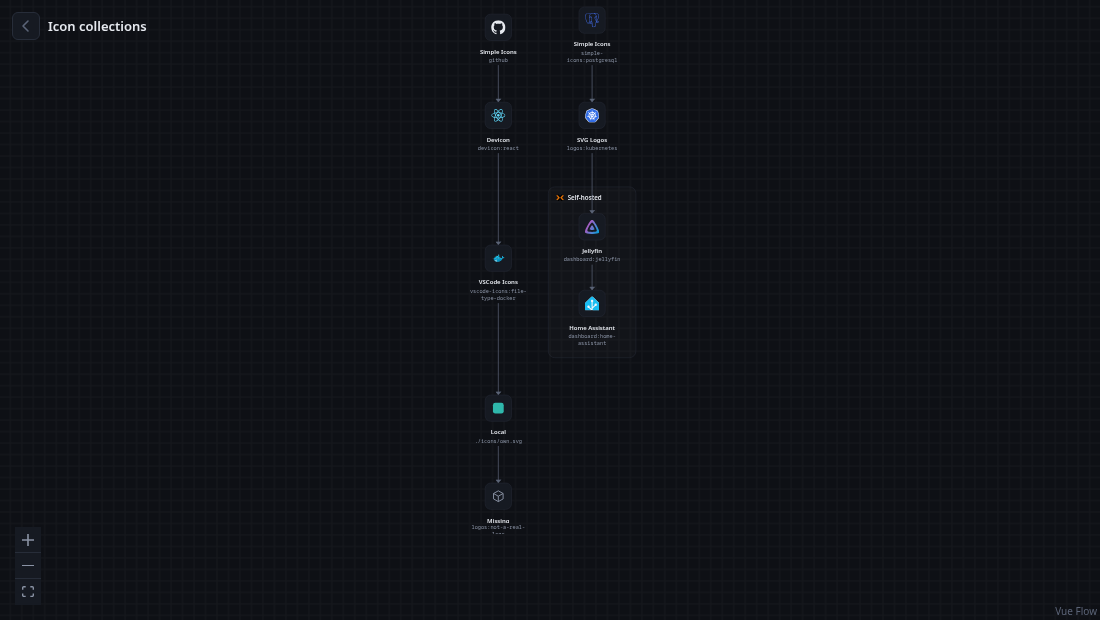 Icon collections
Simple Icons
github
Simple Icons
simple-
icons:postgresql
Devicon
devicon:react
SVG Logos
logos:kubernetes
Self-hosted
Jellyfin
dashboard:jellyfin
VSCode Icons
vscode-icons:file-
type-docker
Home Assistant
dashboard:home-
assistant
Local
./icons/own.svg
Missing
logos:not-a-real-
logo
Vue Flow